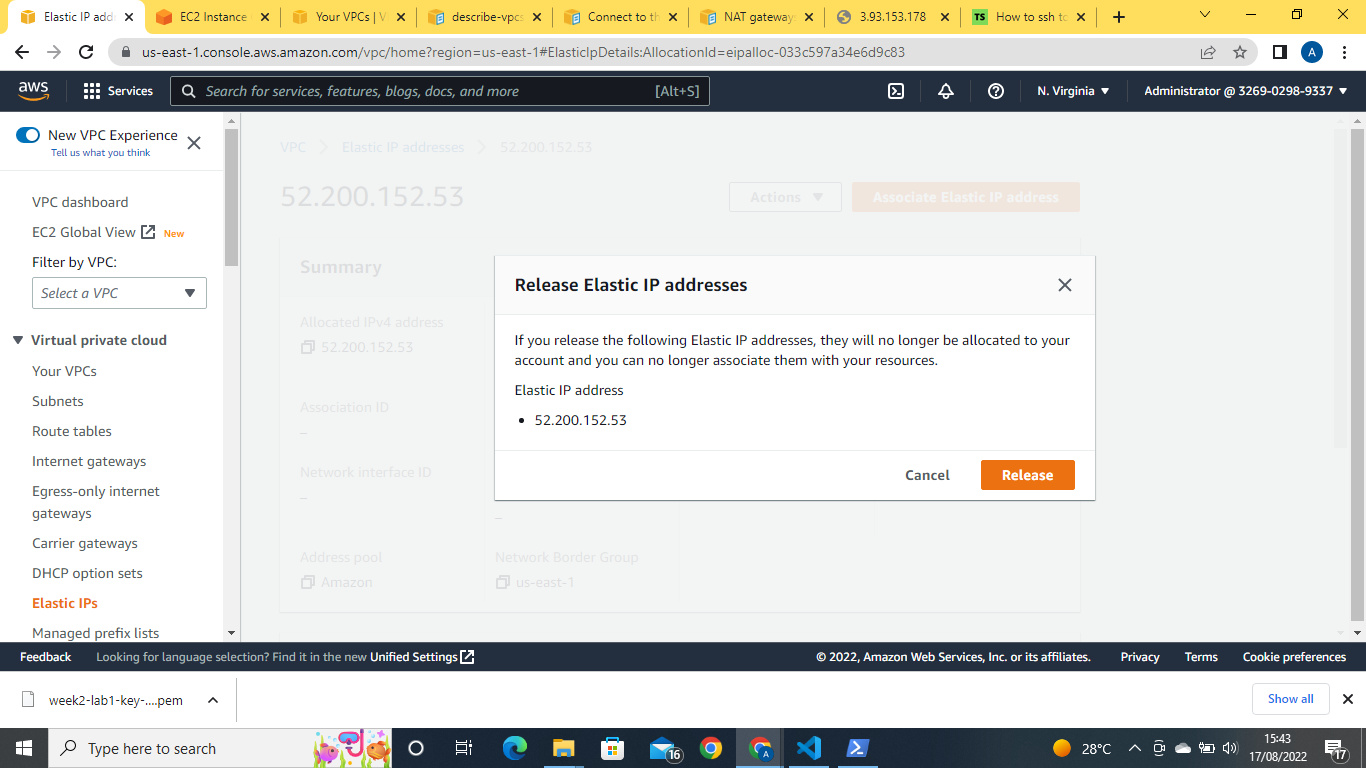 Elastic IP add
EC2 Instance
Your VPCs | V
describe-vpcs
Connect to th
NAT gateway
3.93.153.178
TS
How to ssh to
us-east-1.console.aws.amazon.com/vpc/home?region=us-east-1#ElasticIpDetails:AllocationId=eipalloc-033c597a34e6d9c83
A
aws
Services
Search for services, features, blogs, docs, and more
[Alt+S]
N. Virginia
Administrator @ 3269-0298-9337
New VPC Experience
Tell us what you think
VPC dashboard
EC2 Global View New
Filter by VPC:
Select a VPC
Virtual private cloud
Your VPCs
Subnets
Route tables
Internet gateways
Egress-only internet
gateways
Carrier gateways
DHCP option sets
Elastic IPs
Managed prefix lists
VPC
Elastic IP addresses
52.200.152.53
52.200.152.53
Actions
Associate Elastic IP address
Summary
Allocated IPv4 address
52.200.152.53
Association ID
–
Network interface ID
–
–
Address pool
Amazon
Network Border Group
us-east-1
Release Elastic IP addresses
If you release the following Elastic IP addresses, they will no longer be allocated to your
account and you can no longer associate them with your resources.
Elastic IP address
• 52.200.152.53
Cancel
Release
Feedback
Looking for language selection? Find it in the new Unified Settings
© 2022, Amazon Web Services, Inc. or its affiliates.
Privacy
Terms
Cookie preferences
week2-lab1-key-....pem
Show all
Type here to search
16
A
28°C
15:43
17/08/2022
17